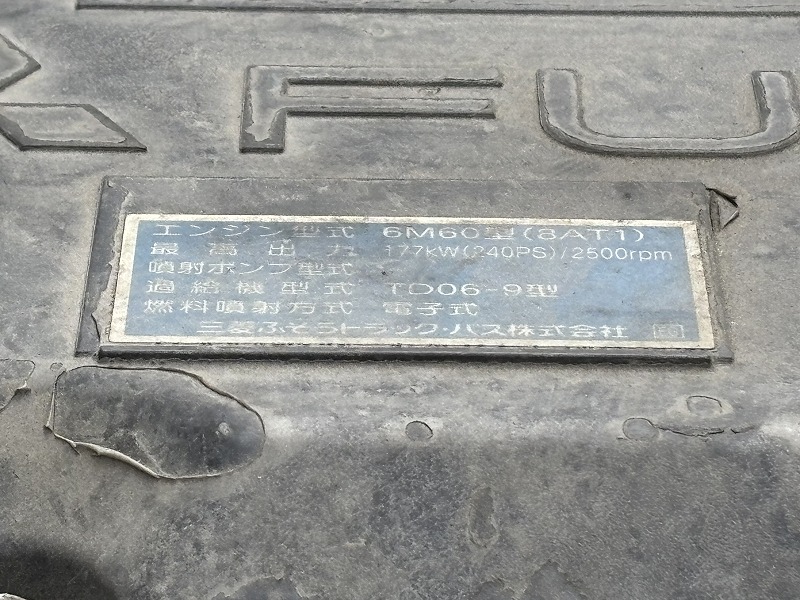 FU
エンジン型式 6M60型(3AT1)
最高出力 177kW(240PS)/2500rpm
噴射ポンプ型式
過給機型式 TD06-9型
燃料噴射方式 電子式
三菱ふそうトラック・バス株式会社